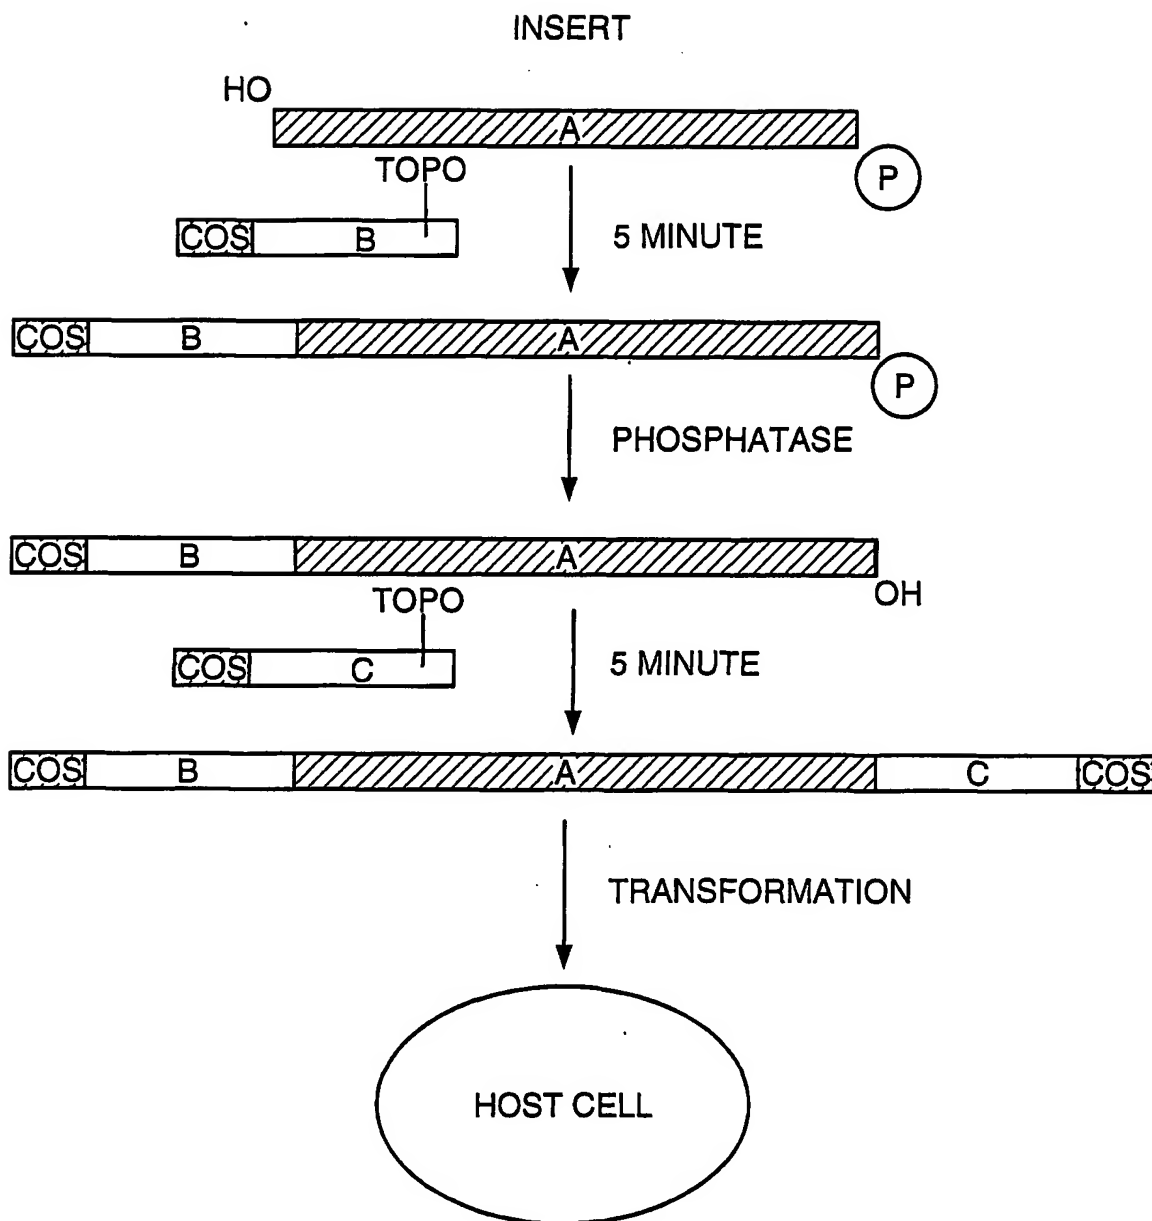 INSERT
HO
A
P
TOPO
COS B
5 MINUTE
COS B A
P
PHOSPHATASE
COS B A
OH
TOPO
COS C
5 MINUTE
COS B A C COS
TRANSFORMATION
HOST CELL